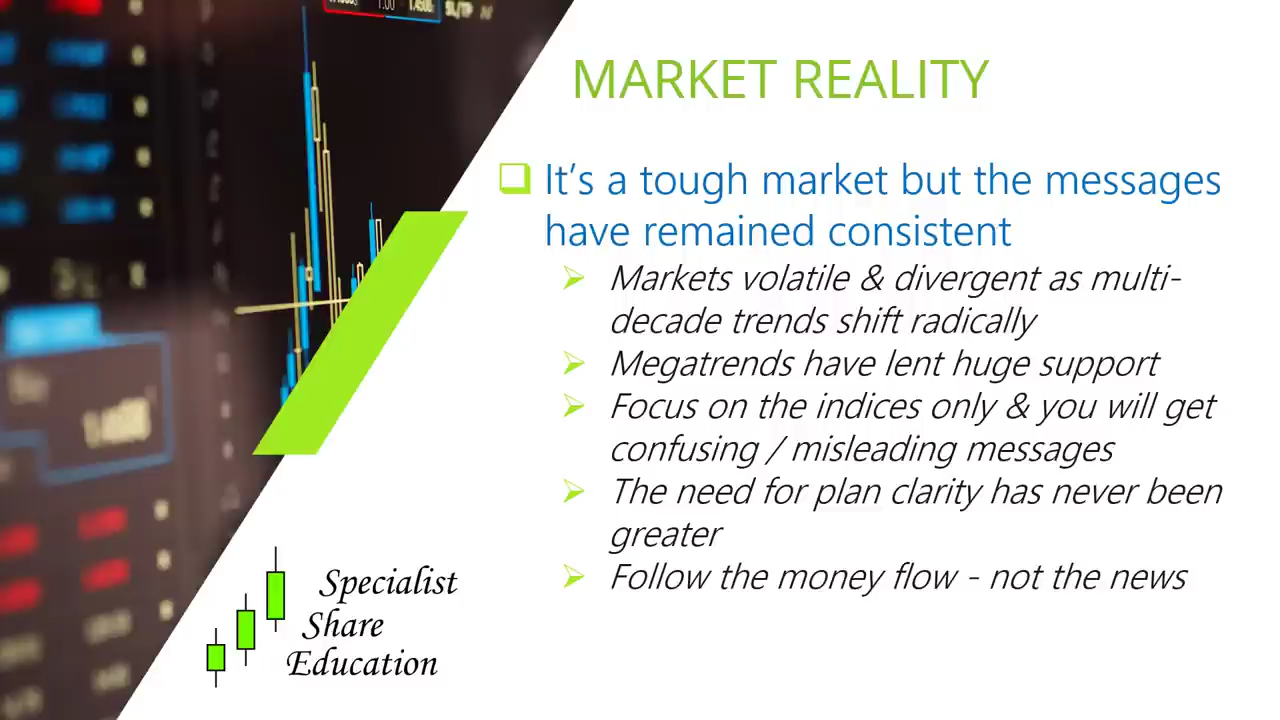 MARKET REALITY
It's a tough market but the messages
have remained consistent
Markets volatile & divergent as multi-
decade trends shift radically
Megatrends have lent huge support
Focus on the indices only & you will get
confusing / misleading messages
The need for plan clarity has never been
greater
Follow the money flow - not the news
Specialist
Share
Education